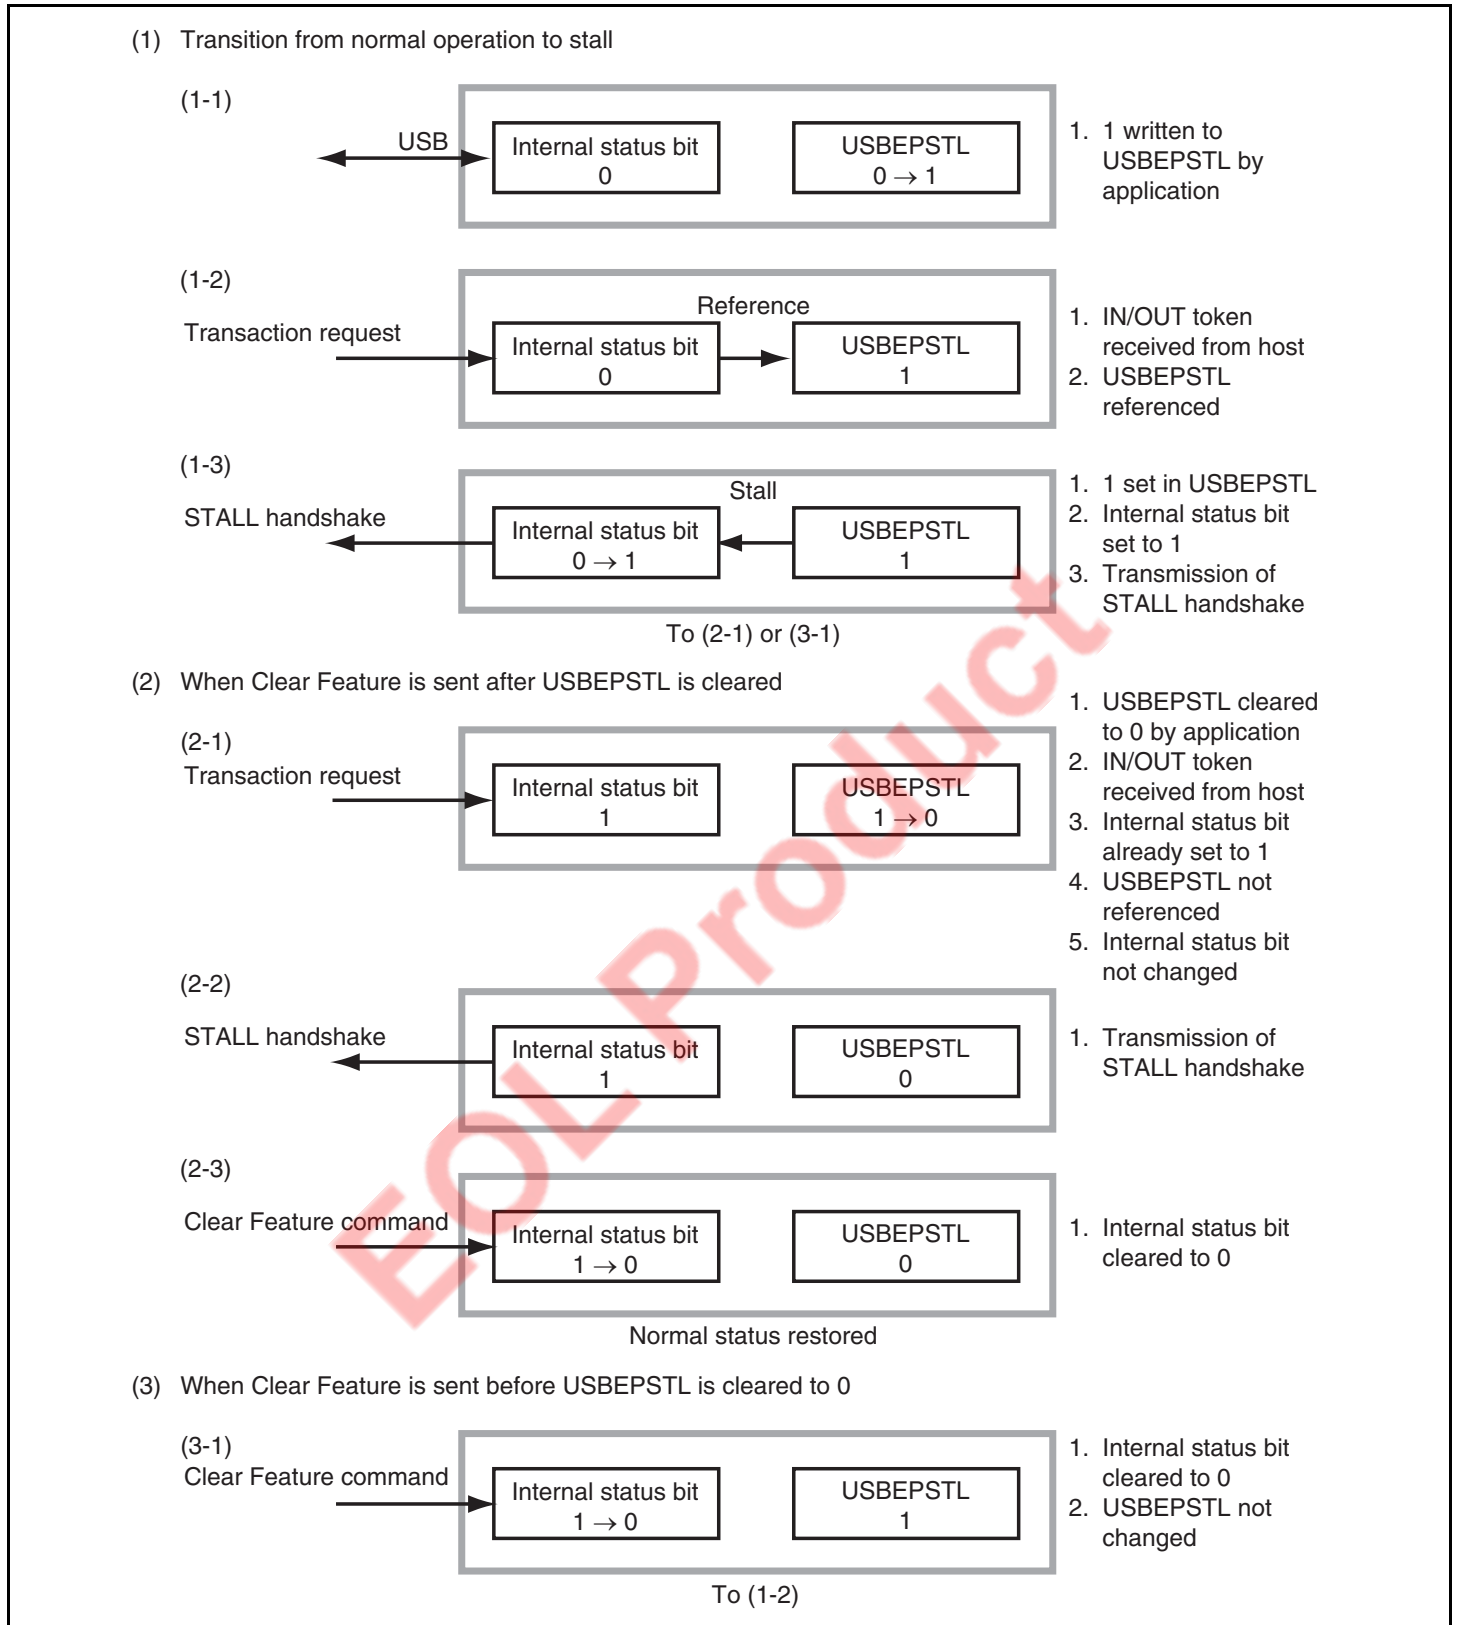 (1) Transition from normal operation to stall
(1-1)
USB
Internal status bit
0
USBEPSTL
0 → 1
1. 1 written to
USBEPSTL by
application
(1-2)
Transaction request
Reference
Internal status bit
0
USBEPSTL
1
1. IN/OUT token
received from host
2. USBEPSTL
referenced
(1-3)
STALL handshake
Stall
Internal status bit
0 → 1
USBEPSTL
1
1. 1 set in USBEPSTL
2. Internal status bit
set to 1
3. Transmission of
STALL handshake
To (2-1) or (3-1)
(2) When Clear Feature is sent after USBEPSTL is cleared
(2-1)
Transaction request
Internal status bit
1
USBEPSTL
1 → 0
1. USBEPSTL cleared
to 0 by application
2. IN/OUT token
received from host
3. Internal status bit
already set to 1
4. USBEPSTL not
referenced
5. Internal status bit
not changed
(2-2)
STALL handshake
Internal status bit
1
USBEPSTL
0
1. Transmission of
STALL handshake
(2-3)
Clear Feature command
Internal status bit
1 → 0
USBEPSTL
0
1. Internal status bit
cleared to 0
Normal status restored
(3) When Clear Feature is sent before USBEPSTL is cleared to 0
(3-1)
Clear Feature command
Internal status bit
1 → 0
USBEPSTL
1
1. Internal status bit
cleared to 0
2. USBEPSTL not
changed
To (1-2)
EOL Product